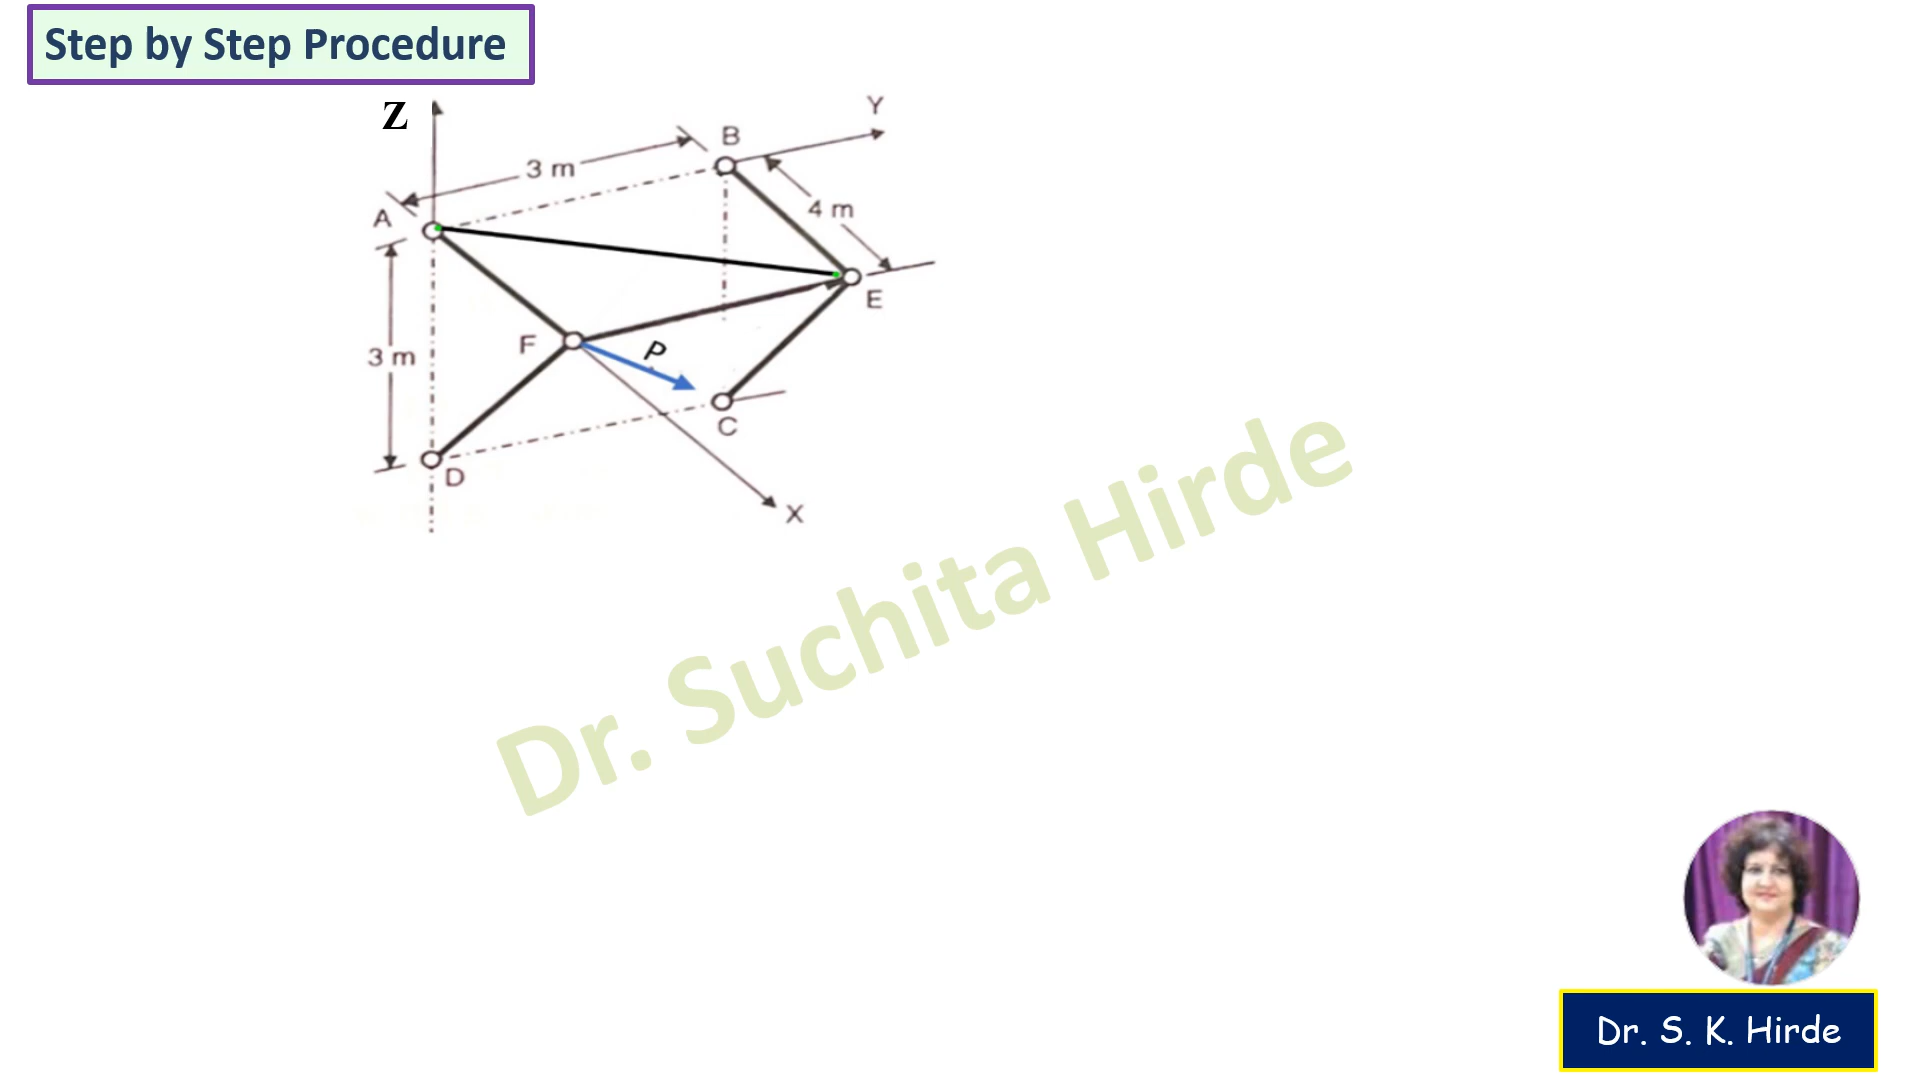 Step by Step Procedure
Z
Y
B
3 m
A
4 m
E
F
P
3 m
C
D
X
Dr. Suchita Hirde
Dr. S. K. Hirde